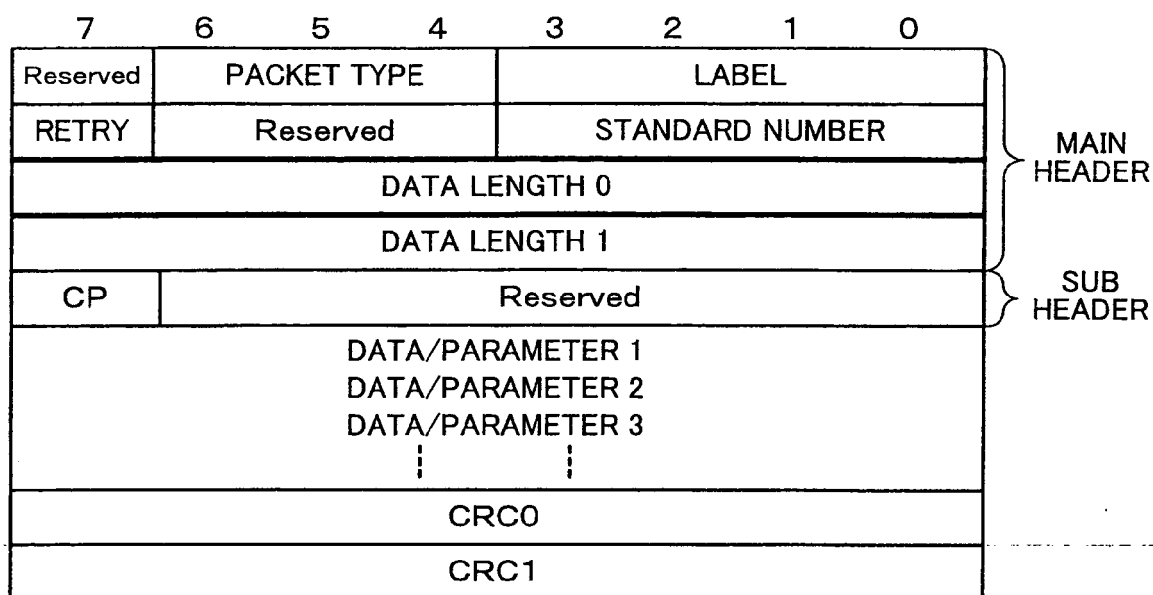 7 6 5 4 3 2 1 0
Reserved PACKET TYPE LABEL
RETRY Reserved STANDARD NUMBER
MAIN
HEADER
DATA LENGTH 0
DATA LENGTH 1
CP Reserved
SUB
HEADER
DATA/PARAMETER 1
DATA/PARAMETER 2
DATA/PARAMETER 3
CRC0
CRC1